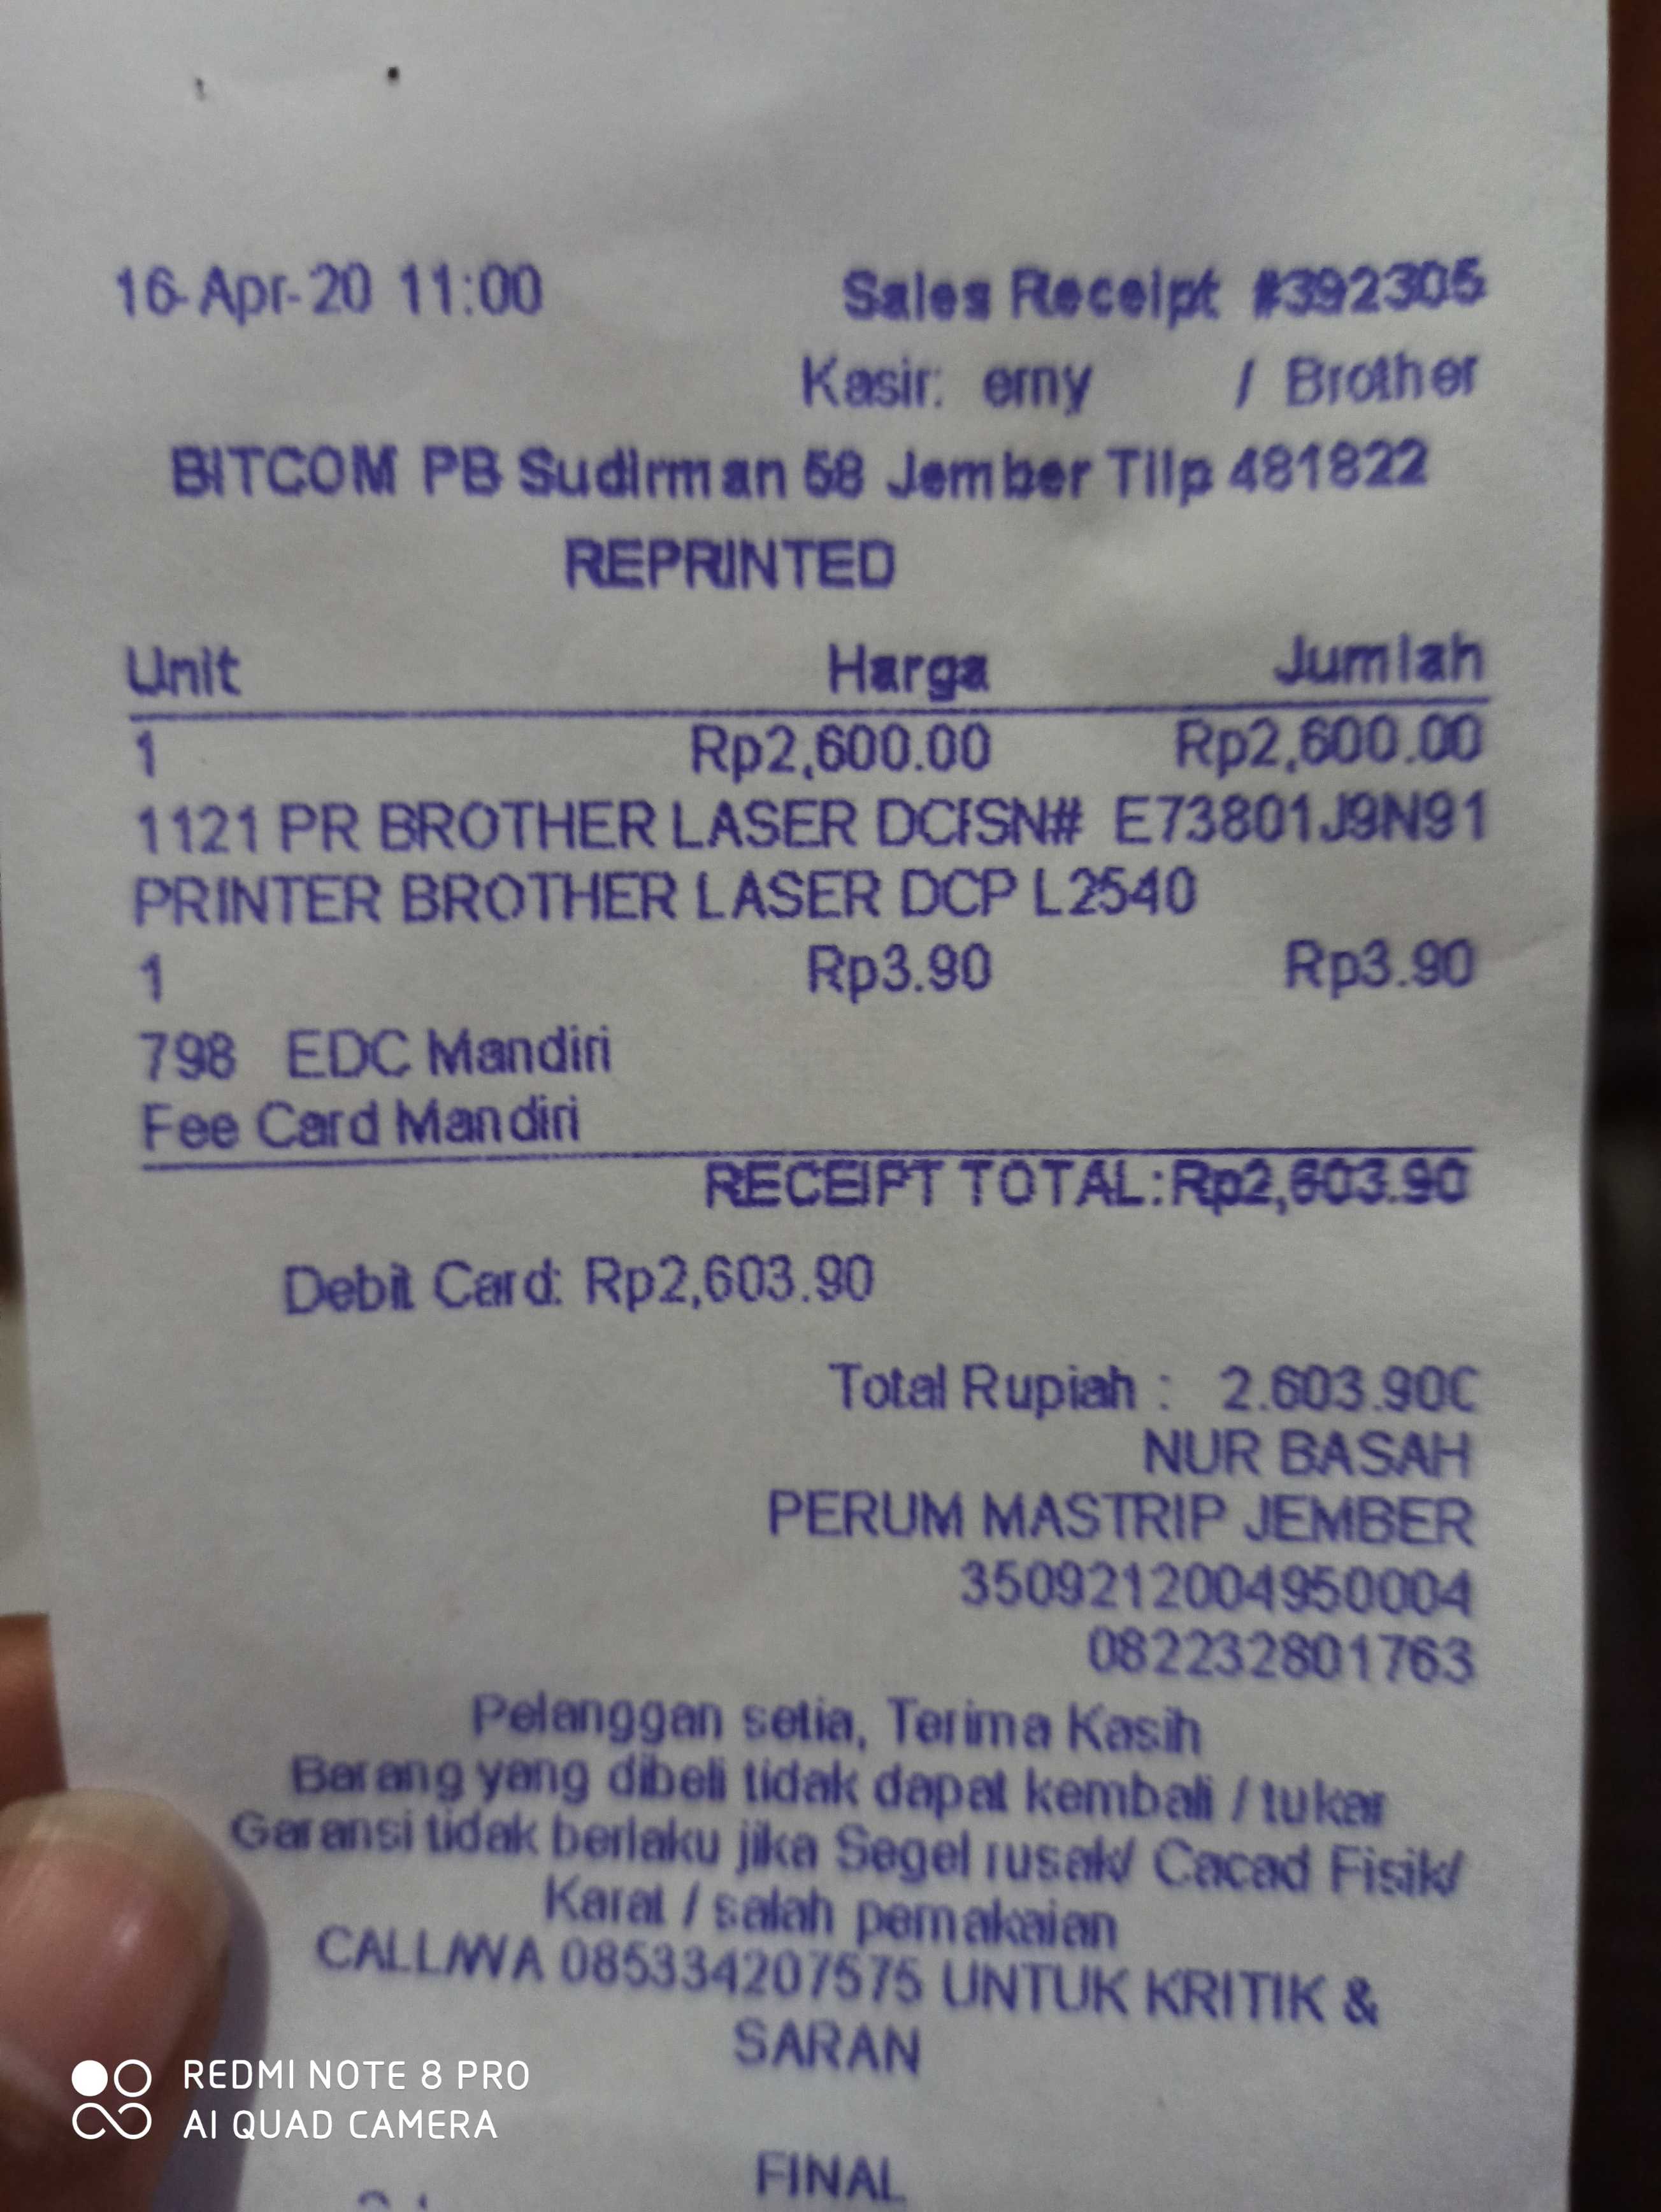 16-Apr-20 11:00 Sales Receipt #392305
Kasir: erny / Brother
BITCOM PB Sudirman 58 Jember Tllp 481822
REPRINTED
Unit Harga Jumlah
1 Rp2,600.00 Rp2,600.00
1121 PR BROTHER LASER DCI SN# E73801J9N91
PRINTER BROTHER LASER DCP L2540
1 Rp3.90 Rp3.90
798 EDC Mandiri
Fee Card Mandiri
RECEIPT TOTAL: Rp2,603.90
Debit Card: Rp2,603.90
Total Rupiah : 2.603.90C
NUR BASAH
PERUM MASTRIP JEMBER
3509212004950004
082232801763
Pelanggan setia, Terima Kasih
Barang yang dibeli tidak dapat kembali / tukar
Garansi tidak berlaku jika Segel rusak/ Cacad Fisik/
Karat / salah pemakaian
CALL/WA 085334207575 UNTUK KRITIK &
SARAN
FINAL
REDMI NOTE 8 PRO
AI QUAD CAMERA